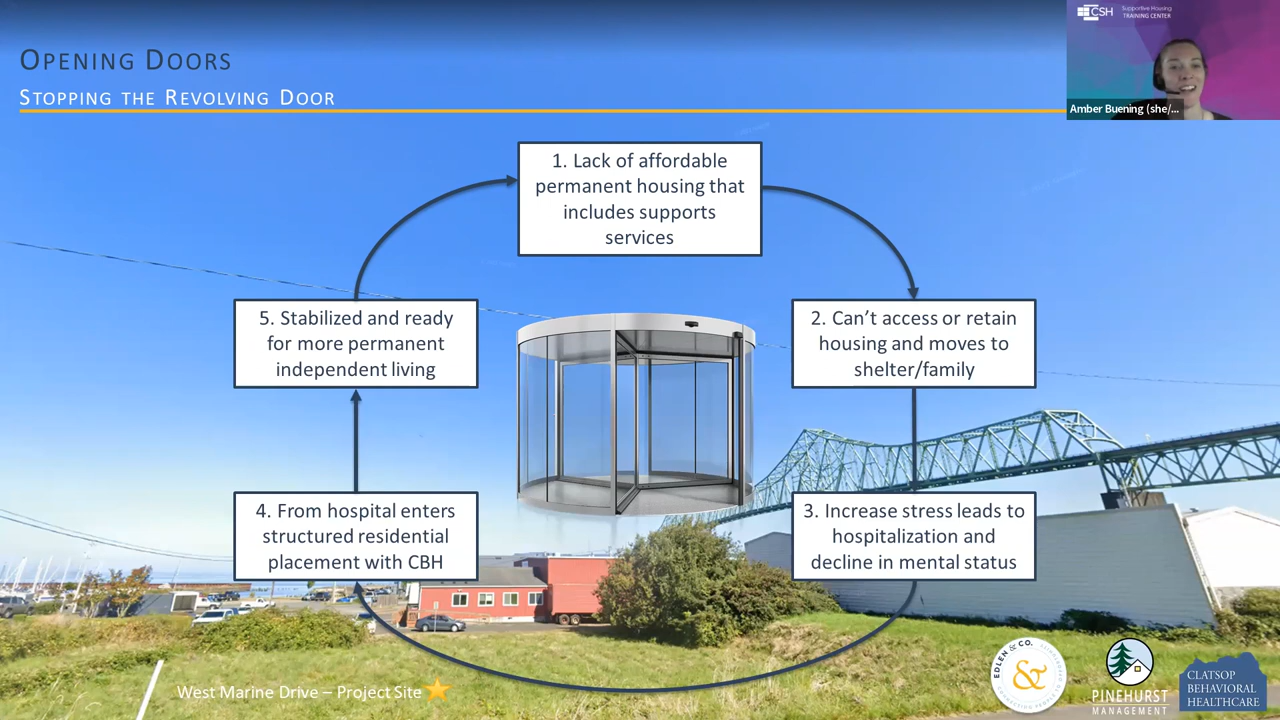 OPENING DOORS
STOPPING THE REVOLVING DOOR
CSH
Supportive Housing
TRAINING CENTER
Amber Buening (she/...
1. Lack of affordable
permanent housing that
includes supports
services
5. Stabilized and ready
for more permanent
independent living
2. Can't access or retain
housing and moves to
shelter/family
4. From hospital enters
structured residential
placement with CBH
3. Increase stress leads to
hospitalization and
decline in mental status
West Marine Drive – Project Site
EDLEN & CO.
&
PINEHURST
MANAGEMENT
CLATSOP
BEHAVIORAL
HEALTHCARE